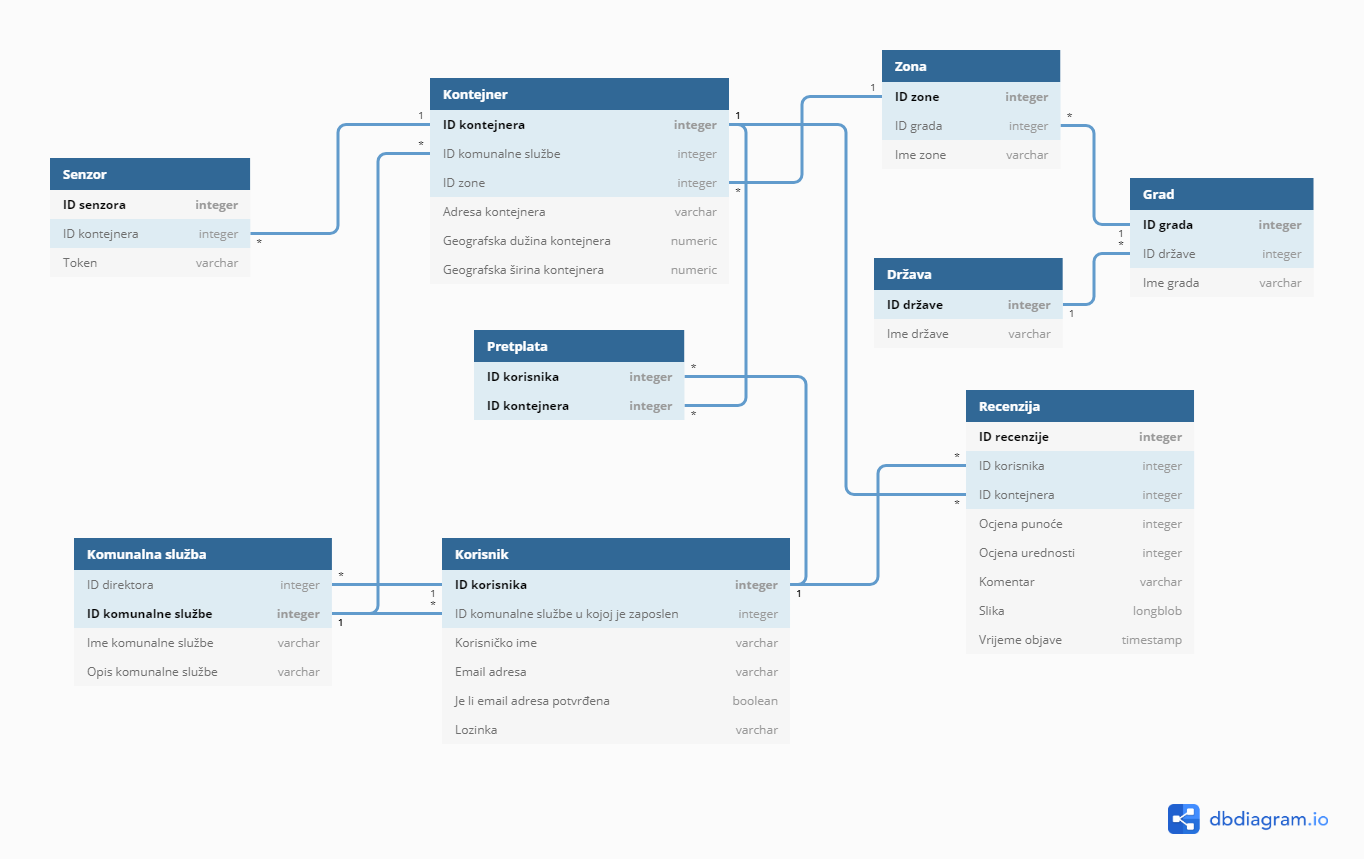 Senzor
ID senzora integer
ID kontejnera integer
Token varchar
1
*
*
Kontejner
ID kontejnera integer
ID komunalne službe integer
ID zone integer
Adresa kontejnera varchar
Geografska dužina kontejnera numeric
Geografska širina kontejnera numeric
1
*
Zona
ID zone integer
ID grada integer
Ime zone varchar
1
*
Grad
ID grada integer
ID države integer
Ime grada varchar
1
*
Država
ID države integer
Ime države varchar
1
Pretplata
ID korisnika integer
ID kontejnera integer
*
*
Recenzija
ID recenzije integer
ID korisnika integer
ID kontejnera integer
Ocjena punoće integer
Ocjena urednosti integer
Komentar varchar
Slika longblob
Vrijeme objave timestamp
*
*
Komunalna služba
ID direktora integer
ID komunalne službe integer
Ime komunalne službe varchar
Opis komunalne službe varchar
*
1
1
*
Korisnik
ID korisnika integer
ID komunalne službe u kojoj je zaposlen integer
Korisničko ime varchar
Email adresa varchar
Je li email adresa potvrđena boolean
Lozinka varchar
1
dbdiagram.io